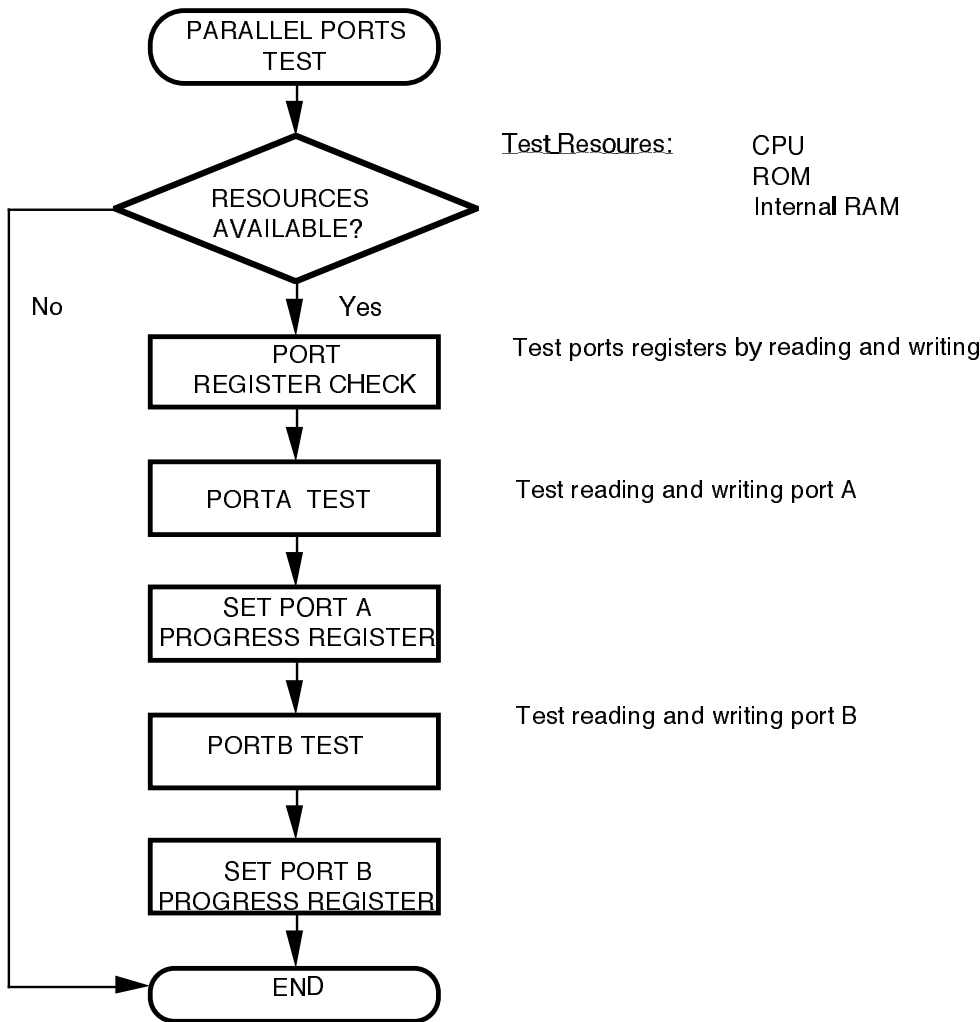 PARALLEL PORTS
TEST
Test Resoures:
CPU
ROM
Internal RAM
RESOURCES
AVAILABLE?
No
Yes
PORT
REGISTER CHECK
Test ports registers by reading and writing
PORTA TEST
Test reading and writing port A
SET PORT A
PROGRESS REGISTER
PORTB TEST
Test reading and writing port B
SET PORT B
PROGRESS REGISTER
END